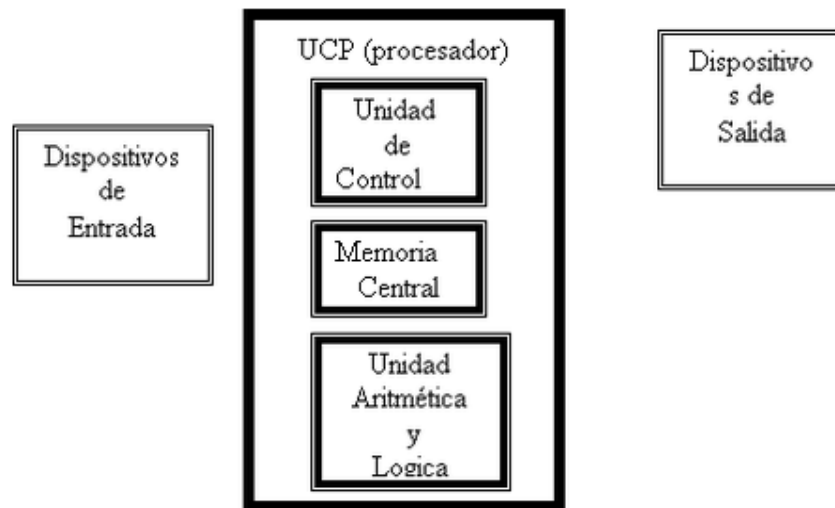 Dispositivos
de
Entrada
UCP (procesador)
Unidad
de
Control
Memoria
Central
Unidad
Aritmética
y
Logica
Dispositivo
s de
Salida